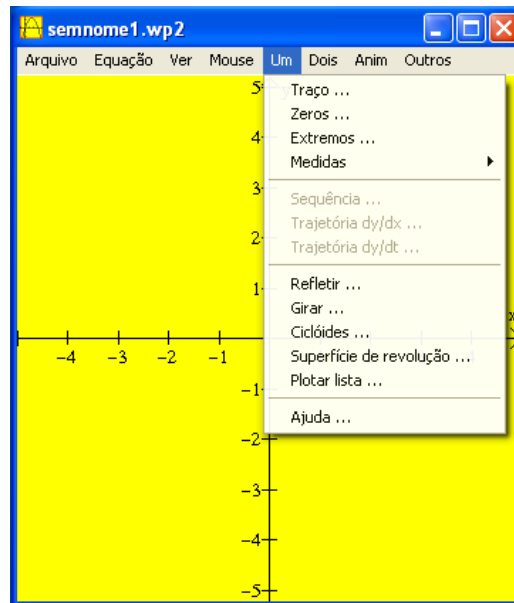 semnome1.wp2
Arquivo Equação Ver Mouse Um Dois Anim Outros
Traço ...
Zeros ...
Extremos ...
Medidas
Sequência ...
Trajetória dy/dx ...
Trajetória dy/dt ...
Refletir ...
Girar ...
Ciclóides ...
Superfície de revolução ...
Plotar lista ...
Ajuda ...
5 y
4
3
2
1
x
−4 −3 −2 −1 4
−1
−2
−3
−4
−5